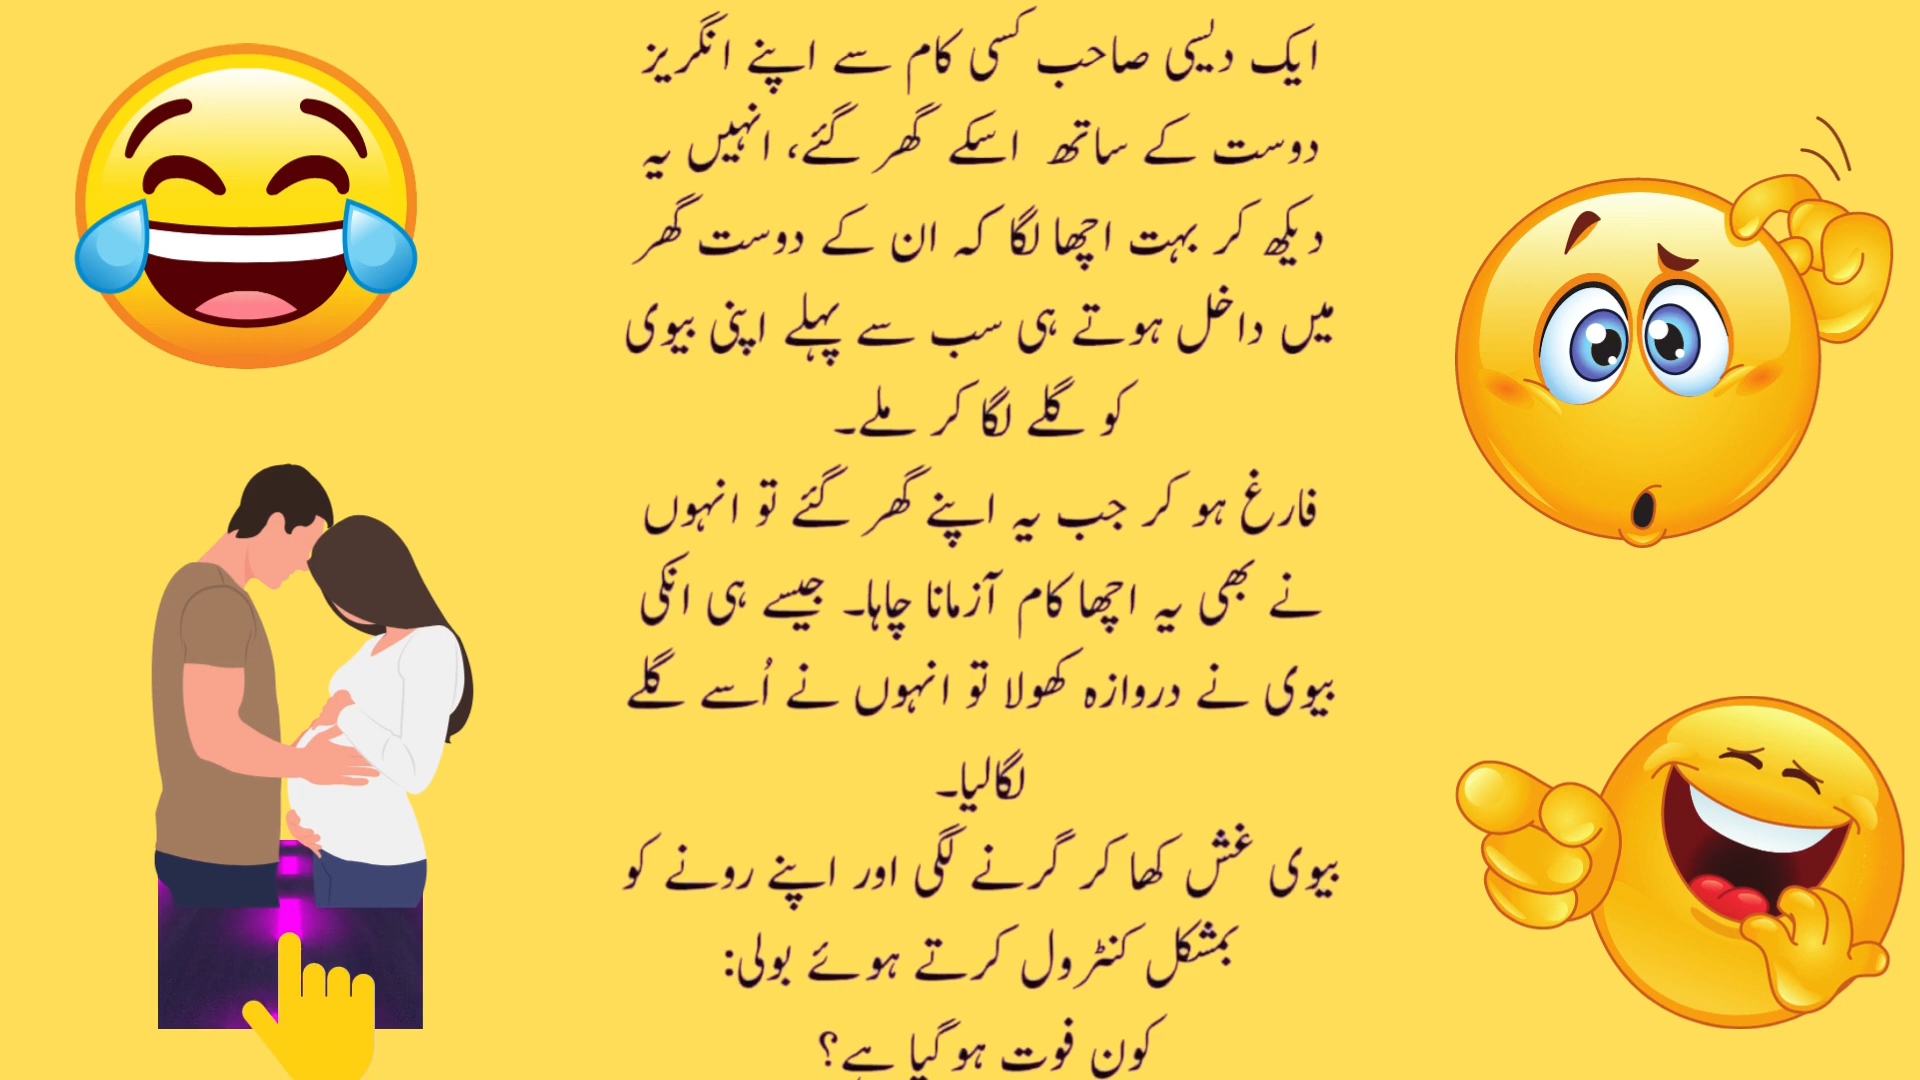 ایک دیسی صاحب کسی کام سے اپنے انگریز
دوست کے ساتھ اسکے گھر گئے، انہیں یہ
دیکھ کر بہت اچھا لگا کہ ان کے دوست گھر
میں داخل ہوتے ہی سب سے پہلے اپنی بیوی
کو گلے لگا کر ملے۔
فارغ ہو کر جب یہ اپنے گھر گئے تو انہوں
نے بھی یہ اچھا کام آزمانا چاہا۔ جیسے ہی انکی
بیوی نے دروازہ کھولا تو انہوں نے اُسے گلے
لگالیا۔
بیوی غش کھا کر گرنے لگی اور اپنے رونے کو
بمشکل کنٹرول کرتے ہوئے بولی:
کون فوت ہو گیا ہے؟